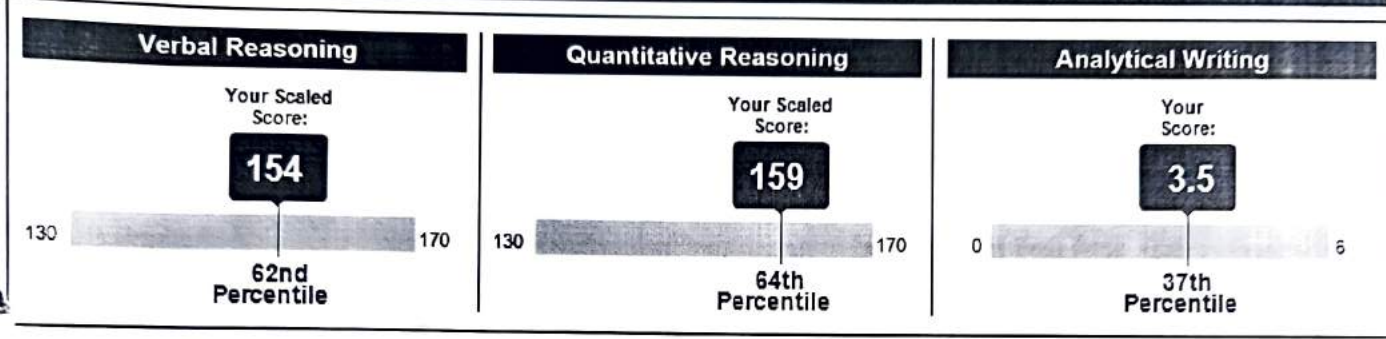 Verbal Reasoning
Your Scaled
Score:
154
130
170
62nd
Percentile
Quantitative Reasoning
Your Scaled
Score:
159
130
170
64th
Percentile
Analytical Writing
Your
Score:
3.5
0
6
37th
Percentile